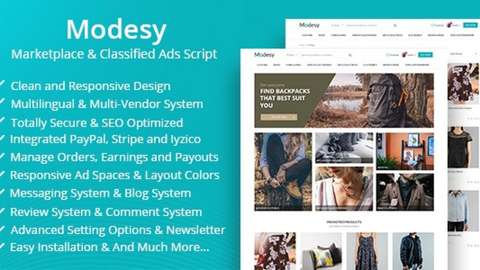 Modesy
Marketplace & Classified Ads Script
Clean and Responsive Design
Multilingual & Multi-Vendor System
Totally Secure & SEO Optimized
Integrated PayPal, Stripe and Iyzico
Manage Orders, Earnings and Payouts
Responsive Ad Spaces & Layout Colors
Messaging System & Blog System
Review System & Comment System
Advanced Setting Options & Newsletter
Easy Installation & And Much More...
Modesy
Modesy
FIND BACKPACKS
THAT BEST SUIT
YOU
PROMOTED PRODUCTS